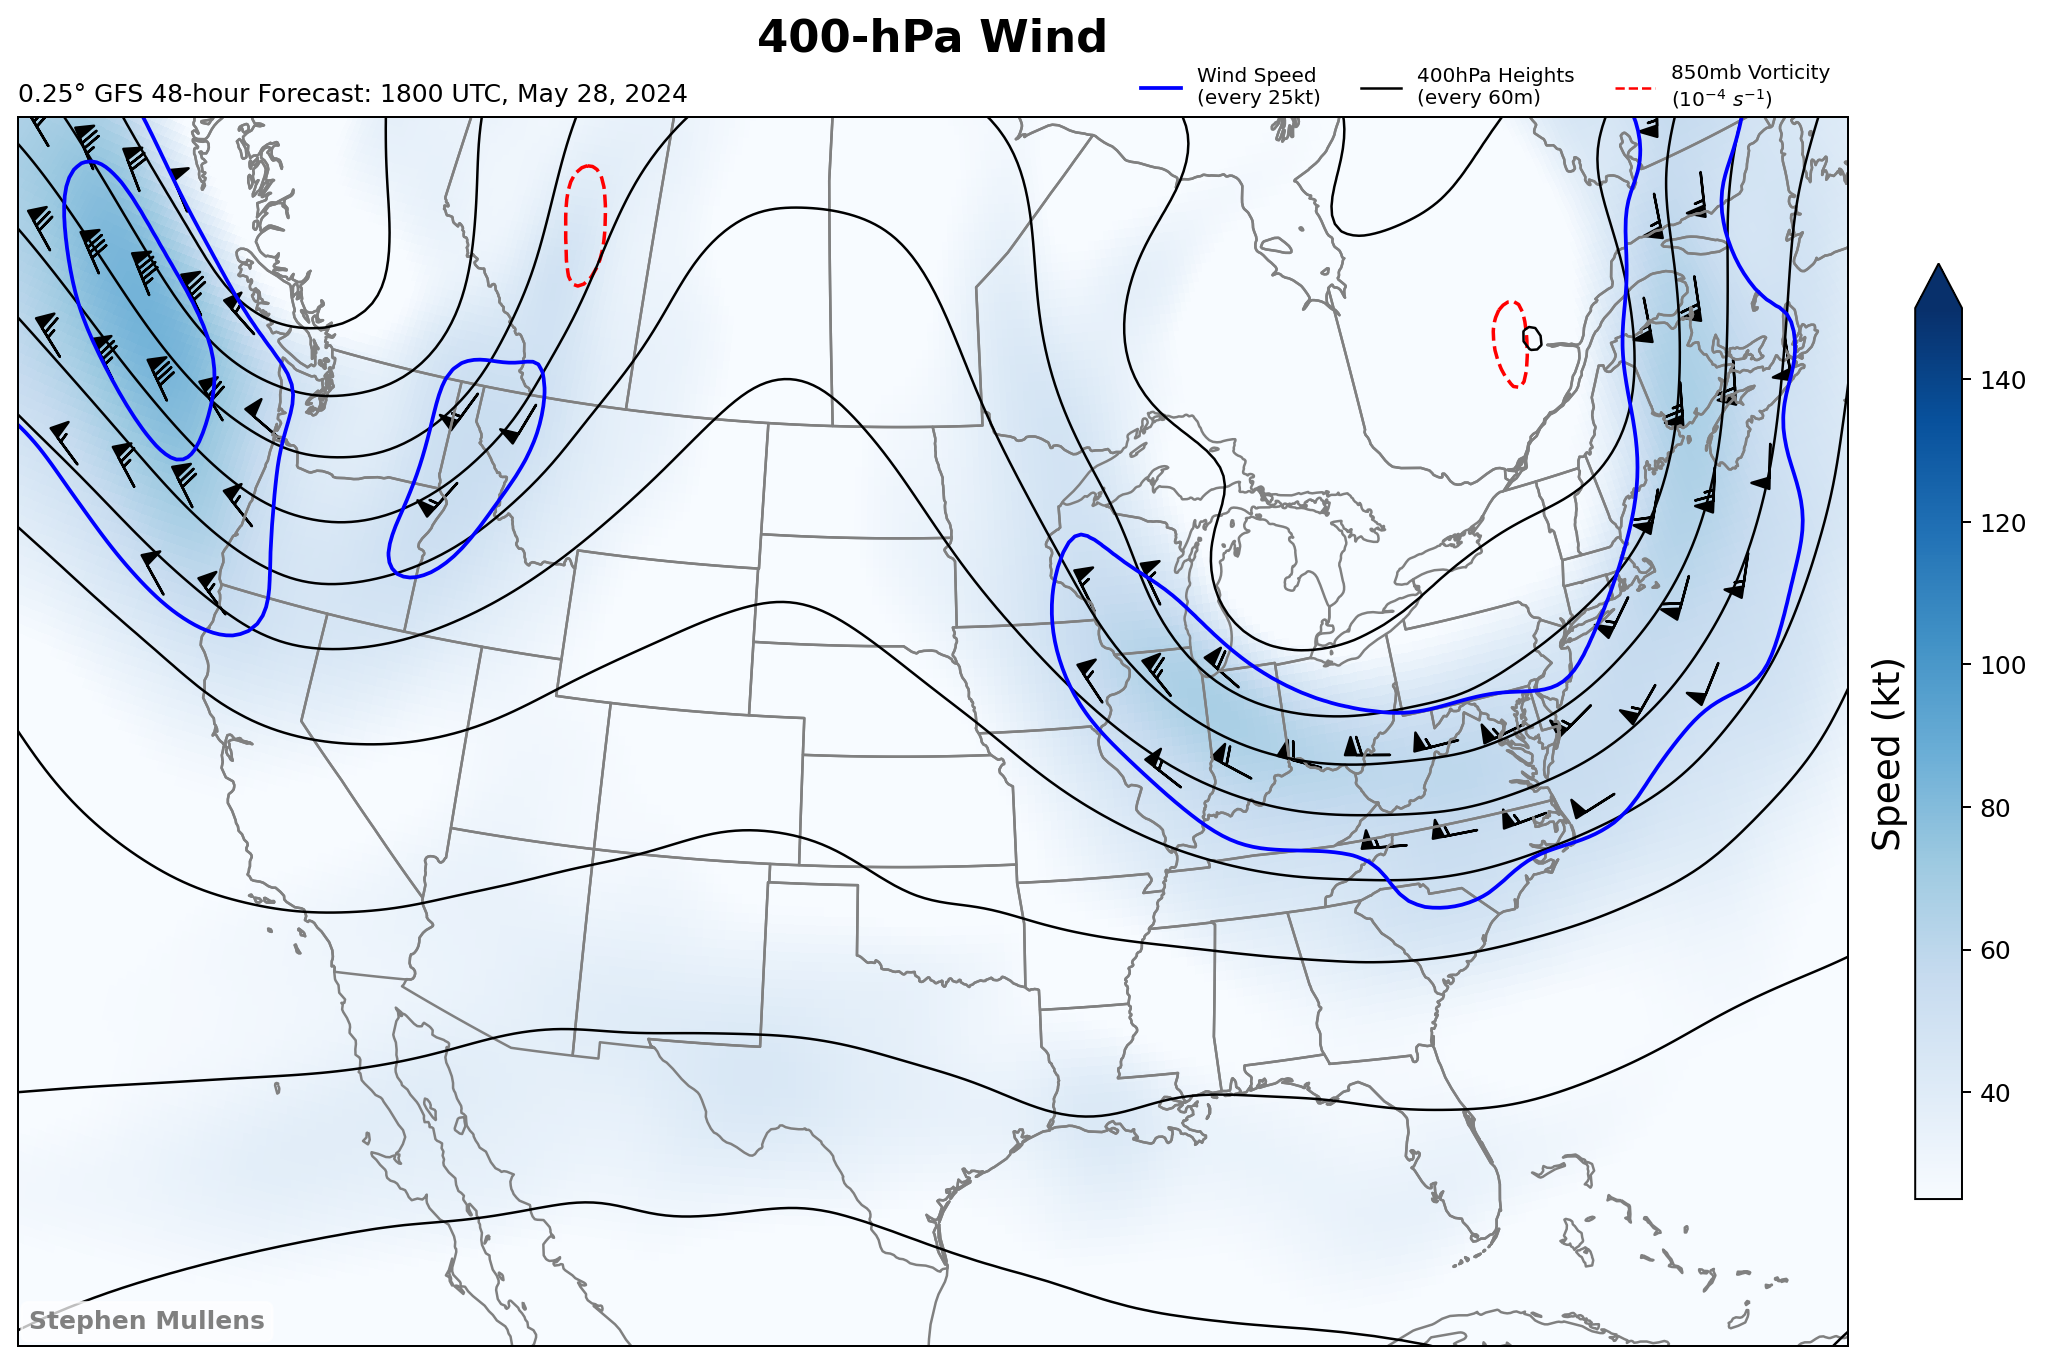 400-hPa Wind
0.25° GFS 48-hour Forecast: 1800 UTC, May 28, 2024
Wind Speed
(every 25kt)
400hPa Heights
(every 60m)
850mb Vorticity
(10⁻⁴ s⁻¹)
140
120
100
80
60
40
Speed (kt)
Stephen Mullens